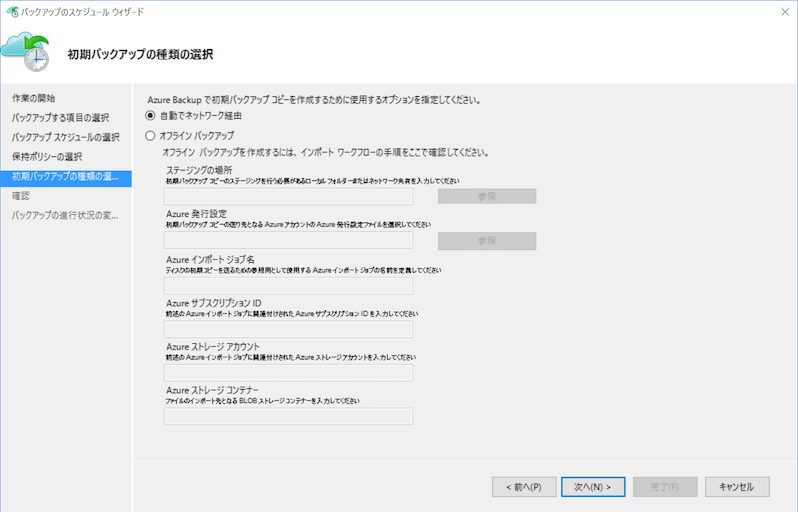 バックアップのスケジュール ウィザード
初期バックアップの種類の選択
作業の開始
バックアップする項目の選択
バックアップ スケジュールの選択
保持ポリシーの選択
初期バックアップの種類の選...
確認
バックアップの進行状況の変...
Azure Backup で初期バックアップ コピーを作成するために使用するオプションを指定してください。
自動でネットワーク経由
オフライン バックアップ
オフライン バックアップを作成するには、インポート ワークフローの手順をここで確認してください。
ステージングの場所
初期バックアップ コピーのステージングを行う必要があるローカル フォルダーまたはネットワーク共有を入力してください
参照
Azure 発行設定
初期バックアップ コピーの送り先となる Azure アカウントの Azure 発行設定ファイルを選択してください
参照
Azure インポート ジョブ名
ディスクの初期コピーを送るための参照用として使用する Azure インポート ジョブの名前を定義してください
Azure サブスクリプション ID
前述の Azure インポート ジョブに関連付けされた Azure サブスクリプション ID を入力してください
Azure ストレージ アカウント
前述の Azure インポート ジョブに関連付けされた Azure ストレージ アカウントを入力してください
Azure ストレージ コンテナー
ファイルのインポート先となる BLOB ストレージ コンテナーを入力してください
< 前へ(P)
次へ(N) >
完了(F)
キャンセル